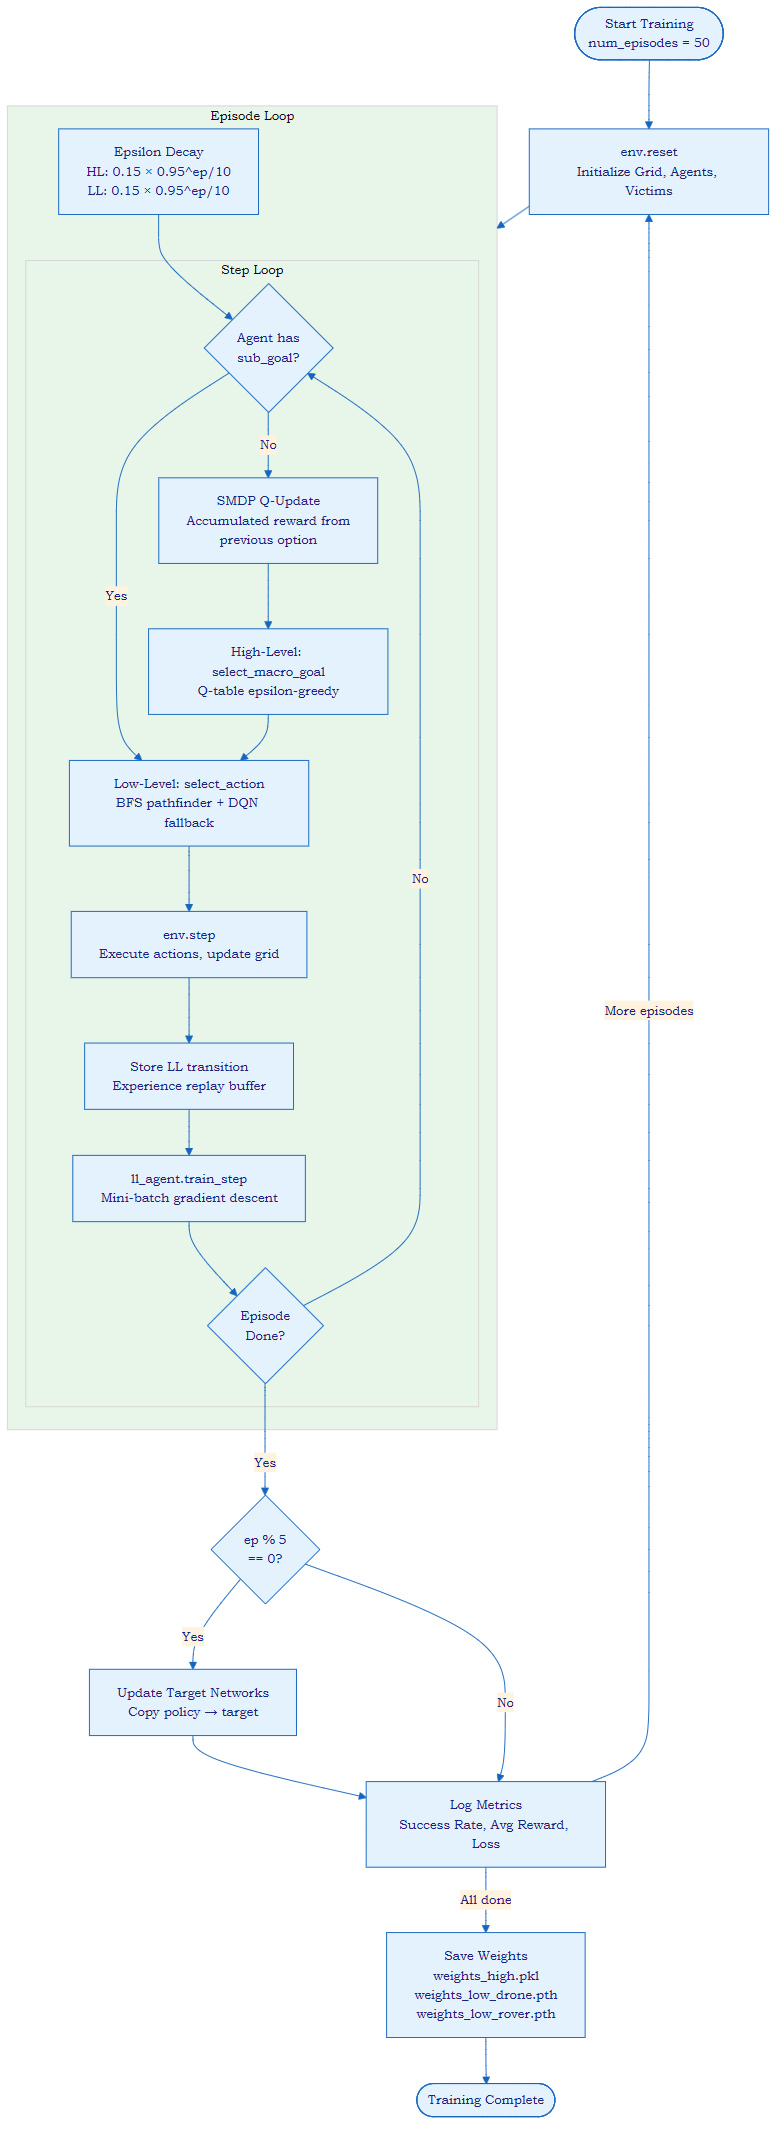 Start Training
num_episodes = 50
env.reset
Initialize Grid, Agents,
Victims
Episode Loop
Epsilon Decay
HL: 0.15 × 0.95^ep/10
LL: 0.15 × 0.95^ep/10
Step Loop
Agent has
sub_goal?
No
SMDP Q-Update
Accumulated reward from
previous option
Yes
High-Level:
select_macro_goal
Q-table epsilon-greedy
Low-Level: select_action
BFS pathfinder + DQN
fallback
No
env.step
Execute actions, update grid
More episodes
Store LL transition
Experience replay buffer
ll_agent.train_step
Mini-batch gradient descent
Episode
Done?
Yes
ep % 5
== 0?
Yes
Update Target Networks
Copy policy → target
No
Log Metrics
Success Rate, Avg Reward,
Loss
All done
Save Weights
weights_high.pkl
weights_low_drone.pth
weights_low_rover.pth
Training Complete